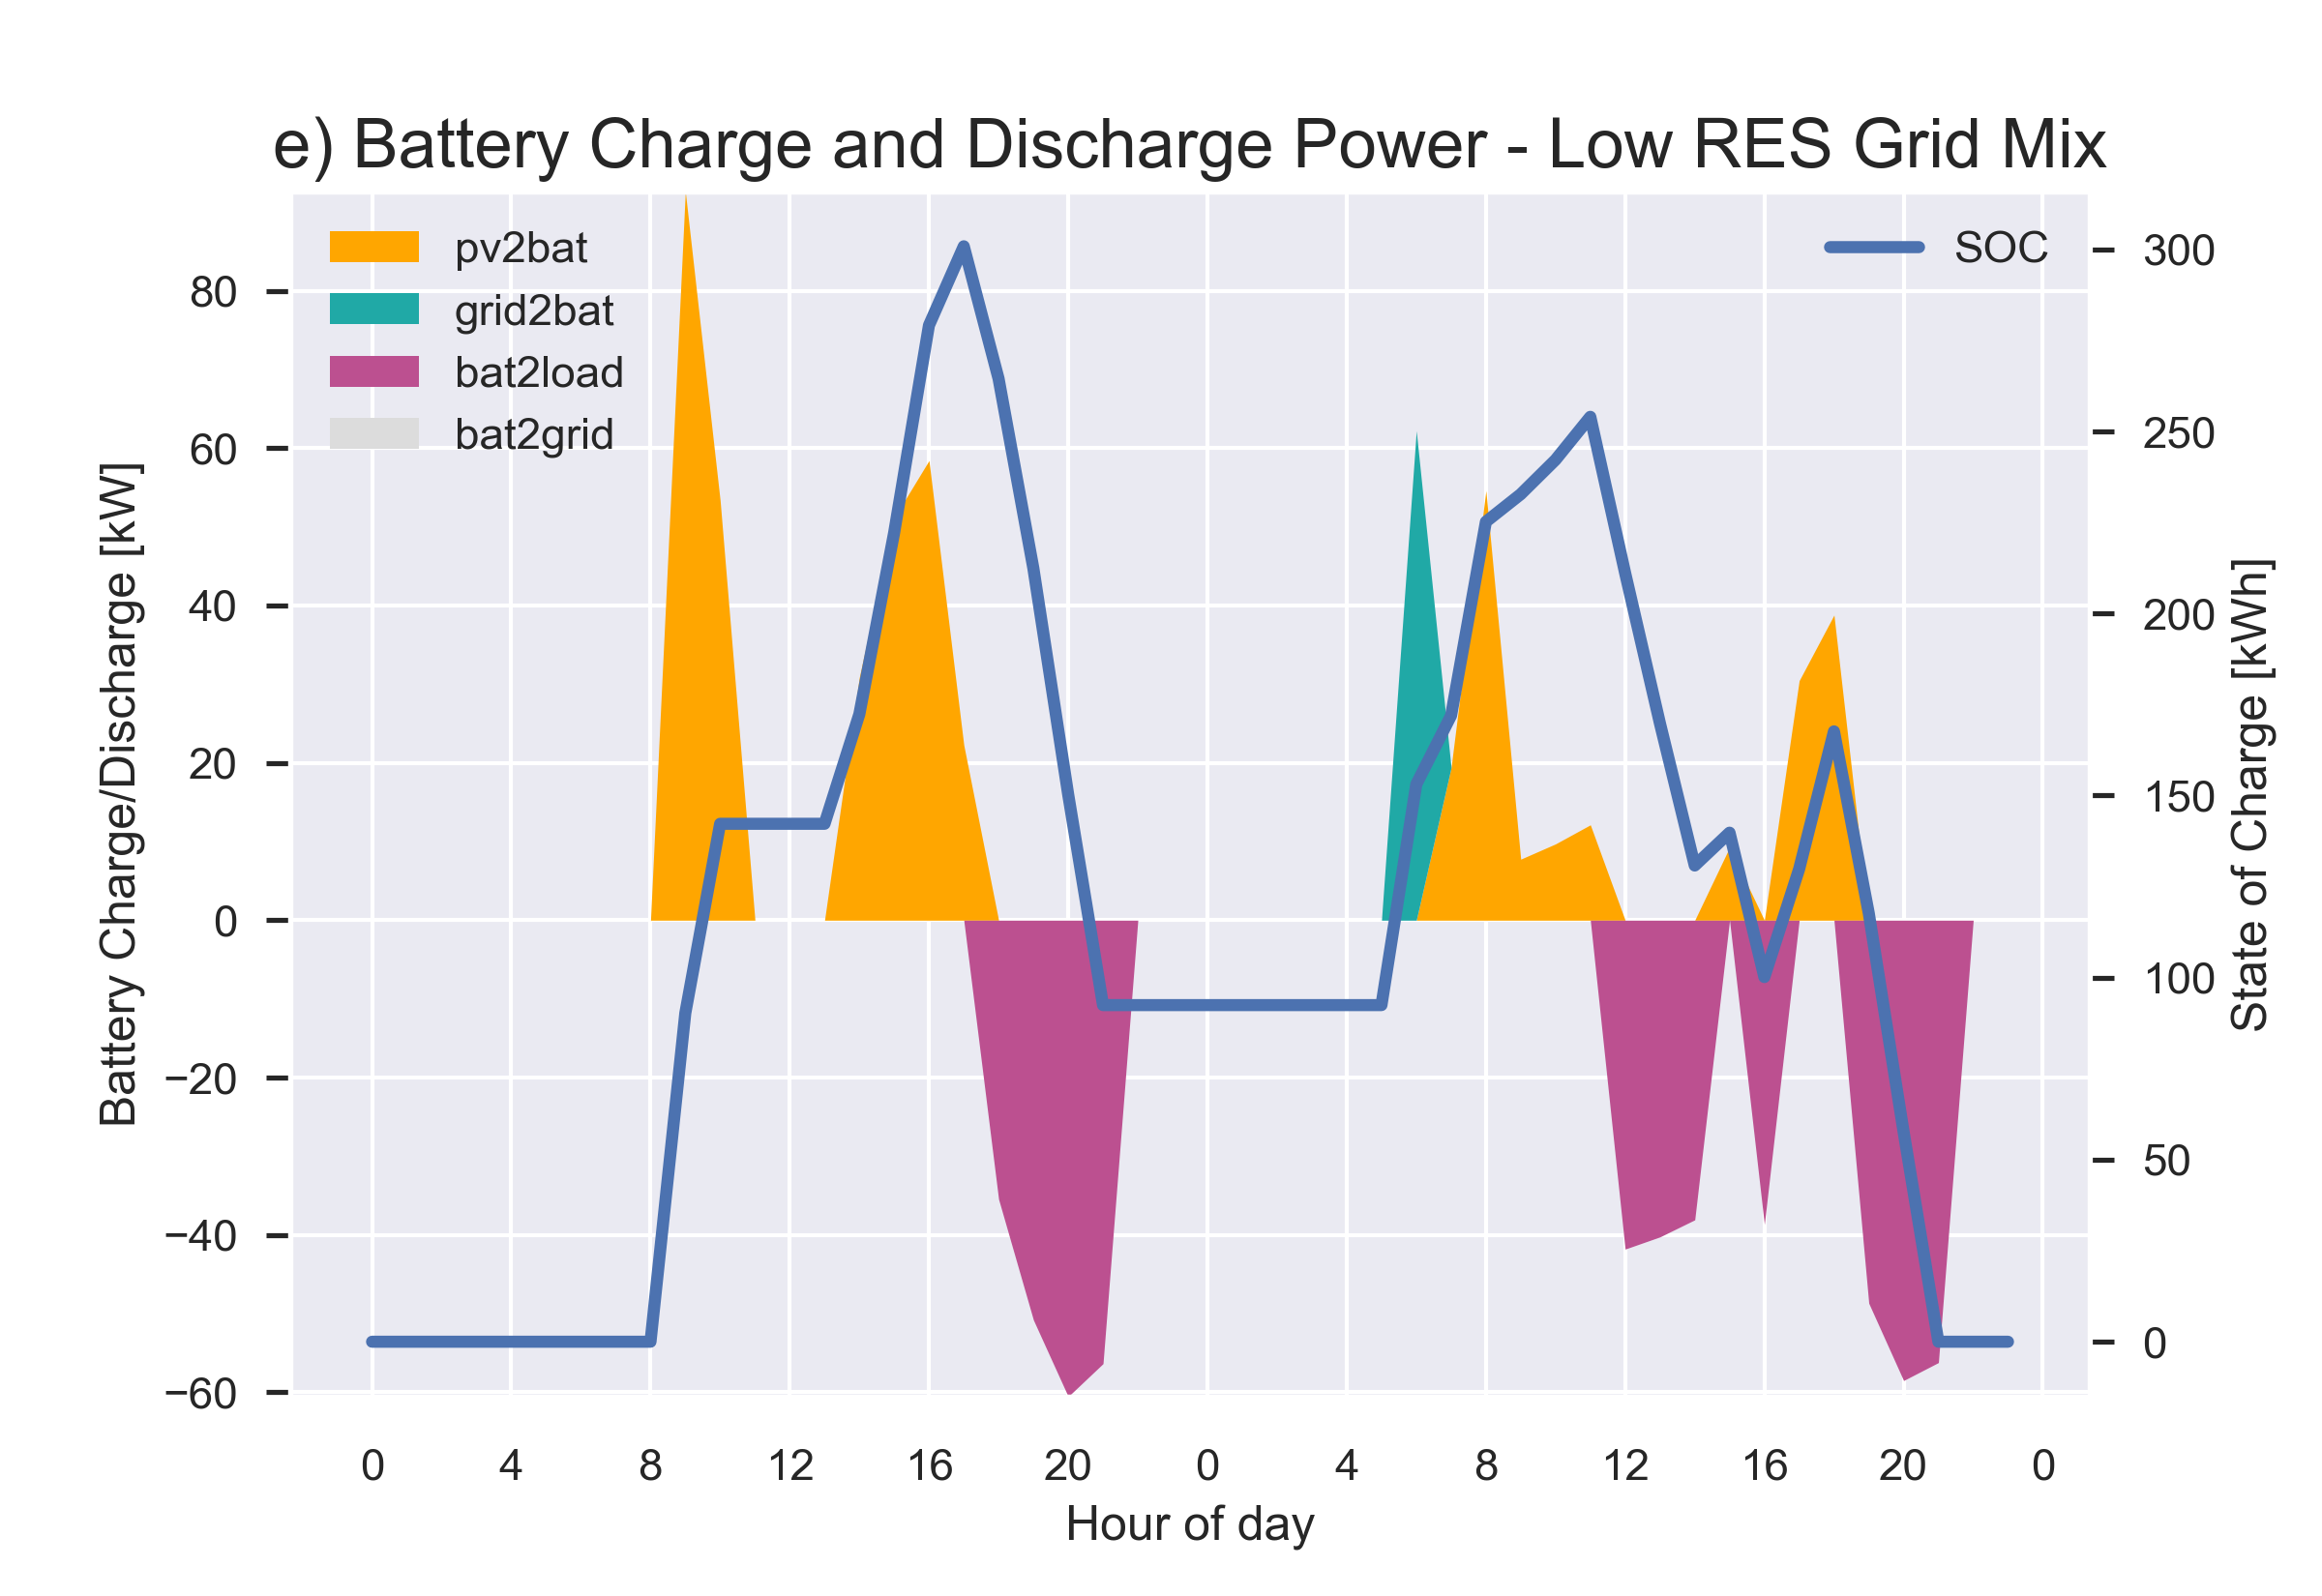 e) Battery Charge and Discharge Power - Low RES Grid Mix
pv2bat
grid2bat
bat2load
bat2grid
SOC
Battery Charge/Discharge [kW]
80
60
40
20
0
−20
−40
−60
State of Charge [kWh]
300
250
200
150
100
50
0
0 4 8 12 16 20 0 4 8 12 16 20 0
Hour of day